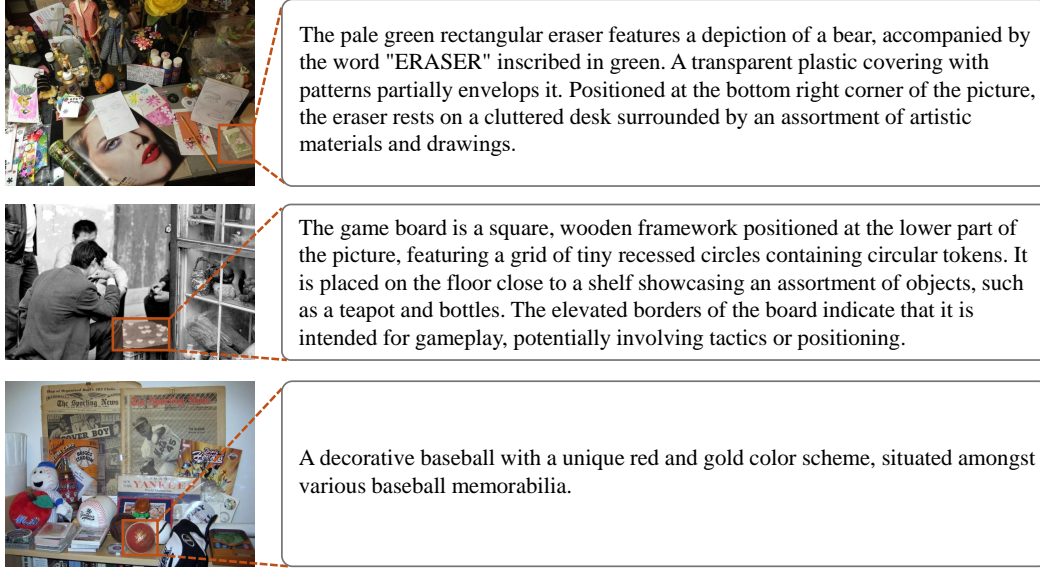 The pale green rectangular eraser features a depiction of a bear, accompanied by
the word "ERASER" inscribed in green. A transparent plastic covering with
patterns partially envelops it. Positioned at the bottom right corner of the picture,
the eraser rests on a cluttered desk surrounded by an assortment of artistic
materials and drawings.
The game board is a square, wooden framework positioned at the lower part of
the picture, featuring a grid of tiny recessed circles containing circular tokens. It
is placed on the floor close to a shelf showcasing an assortment of objects, such
as a teapot and bottles. The elevated borders of the board indicate that it is
intended for gameplay, potentially involving tactics or positioning.
The Sporting News
COVER BOY
YANKEE
A decorative baseball with a unique red and gold color scheme, situated amongst
various baseball memorabilia.